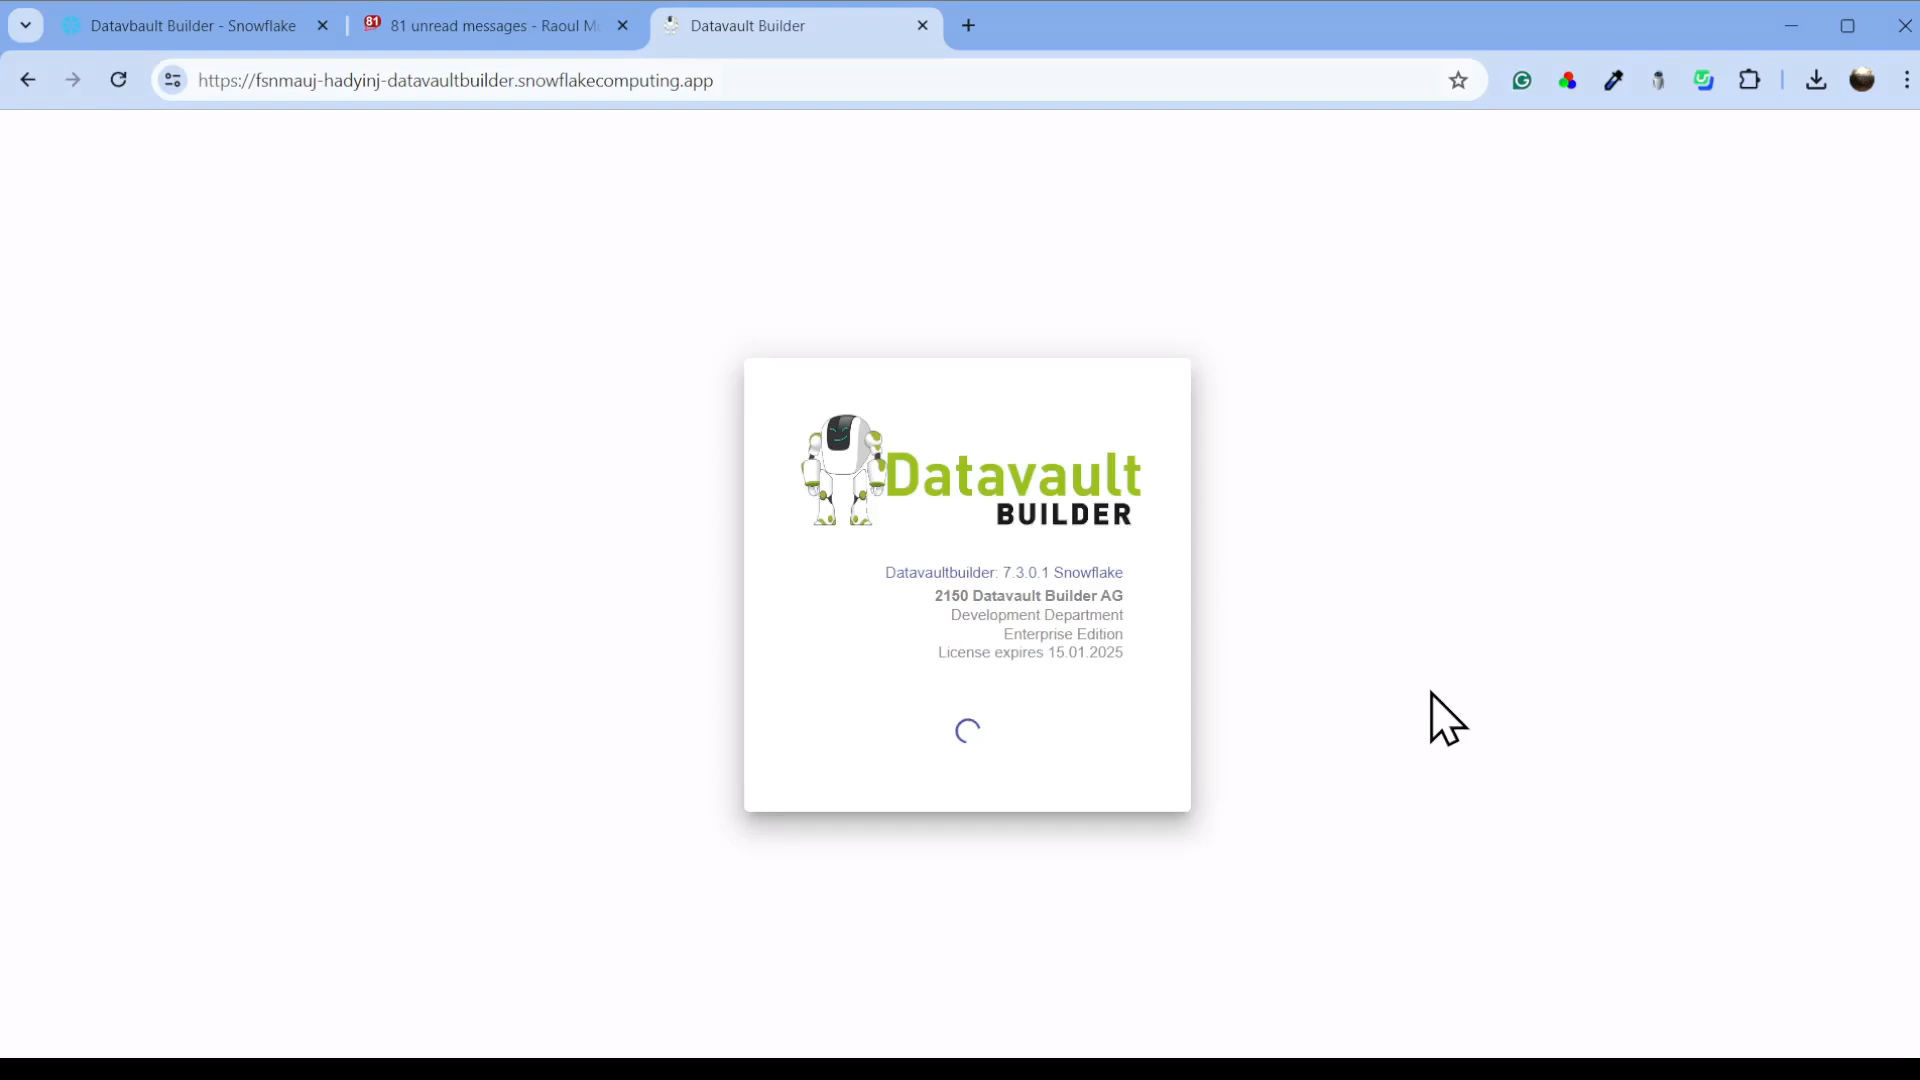 Datavbault Builder - Snowflake
81
81 unread messages - Raoul M
Datavault Builder
https://fsnmauj-hadyinj-datavaultbuilder.snowflakecomputing.app
Datavault
BUILDER
Datavaultbuilder: 7.3.0.1 Snowflake
2150 Datavault Builder AG
Development Department
Enterprise Edition
License expires 15.01.2025